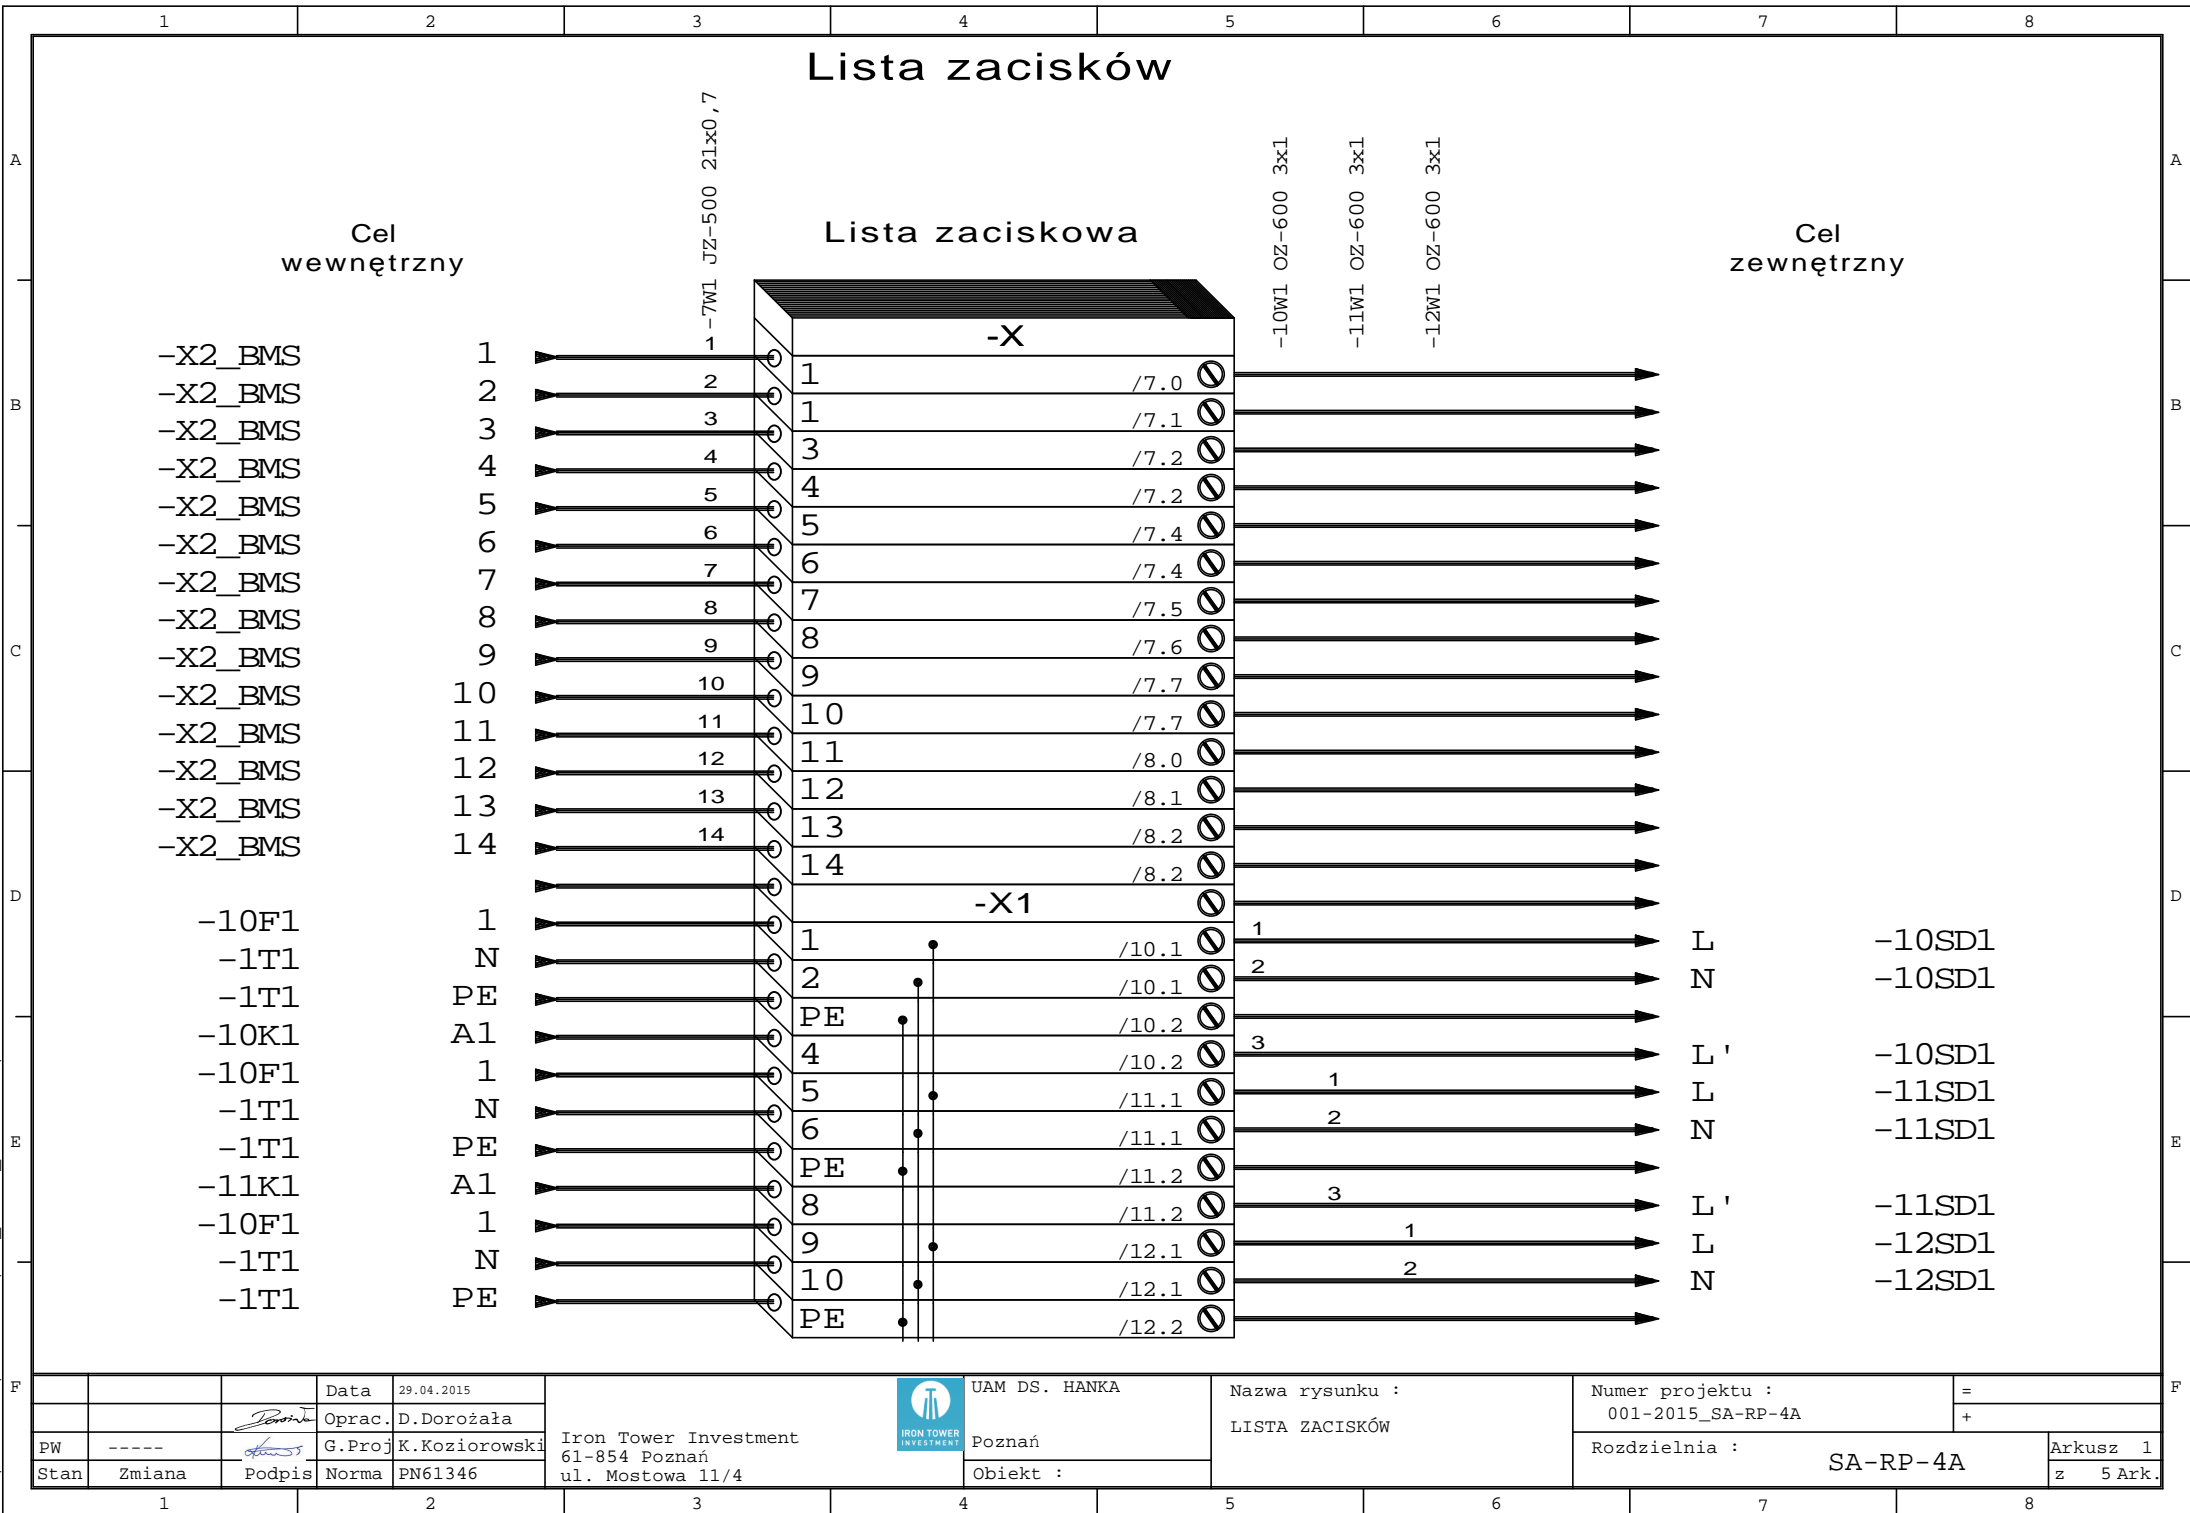 1 2 3 4 5 6 7 8
Lista zacisków
A A
-7W1 JZ-500 21x0,7
-10W1 OZ-600 3x1
-11W1 OZ-600 3x1
-12W1 OZ-600 3x1
Cel
wewnętrzny
Lista zaciskowa
Cel
zewnętrzny
-X
-X2_BMS 1 1 1 /7.0
-X2_BMS 2 2 1 /7.1
B B
-X2_BMS 3 3 3 /7.2
-X2_BMS 4 4 4 /7.2
-X2_BMS 5 5 5 /7.4
-X2_BMS 6 6 6 /7.4
-X2_BMS 7 7 7 /7.5
-X2_BMS 8 8 8 /7.6
C C
-X2_BMS 9 9 9 /7.7
-X2_BMS 10 10 10 /7.7
-X2_BMS 11 11 11 /8.0
-X2_BMS 12 12 12 /8.1
-X2_BMS 13 13 13 /8.2
-X2_BMS 14 14 14 /8.2
D D
-X1
-10F1 1 1 /10.1 1 L -10SD1
-1T1 N 2 /10.1 2 N -10SD1
-1T1 PE PE /10.2
-10K1 A1 4 /10.2 3 L' -10SD1
-10F1 1 5 /11.1 1 L -11SD1
-1T1 N 6 /11.1 2 N -11SD1
E E
-1T1 PE PE /11.2
-11K1 A1 8 /11.2 3 L' -11SD1
-10F1 1 9 /12.1 1 L -12SD1
-1T1 N 10 /12.1 2 N -12SD1
-1T1 PE PE /12.2
F F
Data 29.04.2015
Oprac. D.Dorożała
PW ----- G.Proj K.Koziorowski
Stan Zmiana Podpis Norma PN61346
Iron Tower Investment
61-854 Poznań
ul. Mostowa 11/4
IRON TOWER
INVESTMENT
UAM DS. HANKA
Poznań
Obiekt :
Nazwa rysunku :
LISTA ZACISKÓW
Numer projektu :
001-2015_SA-RP-4A
=
+
Rozdzielnia :
SA-RP-4A
Arkusz 1
z 5 Ark.
1 2 3 4 5 6 7 8